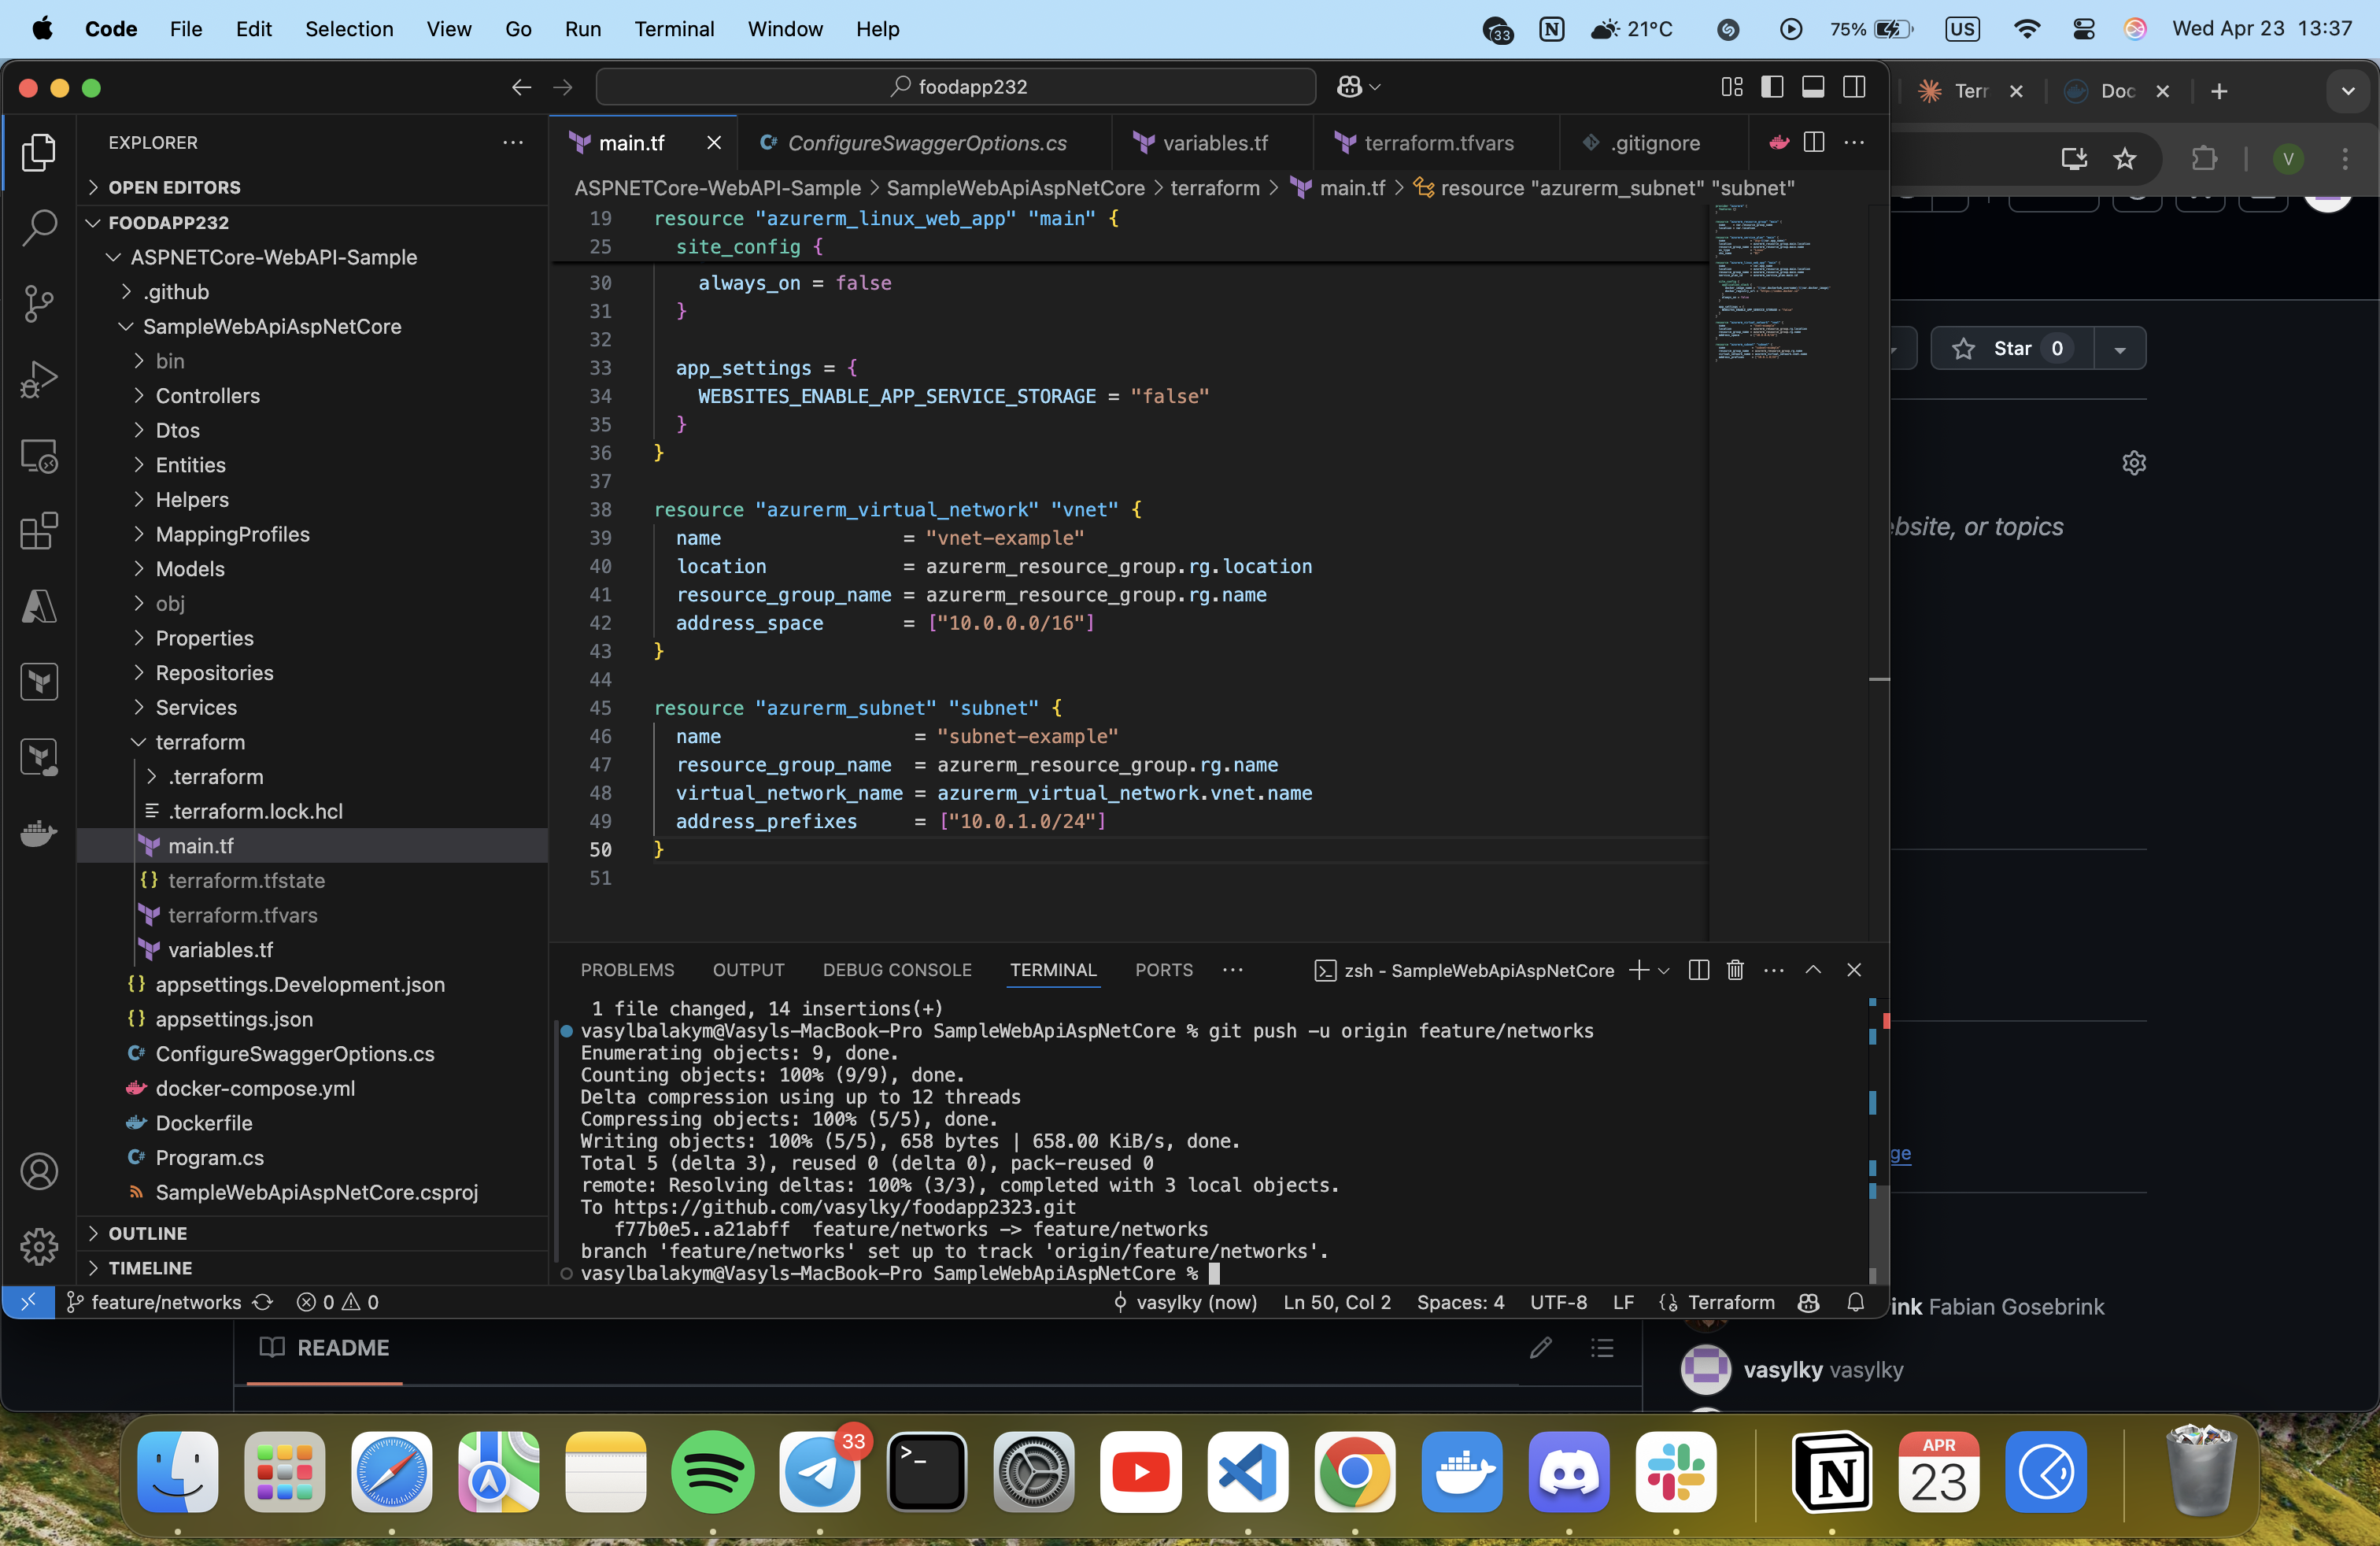 Code File Edit Selection View Go Run Terminal Window Help
33 21°C 75% US Wed Apr 23 13:37
foodapp232
Terr
Doc
EXPLORER
OPEN EDITORS
FOODAPP232
ASPNETCore-WebAPI-Sample
.github
SampleWebApiAspNetCore
bin
Controllers
Dtos
Entities
Helpers
MappingProfiles
Models
obj
Properties
Repositories
Services
terraform
.terraform
.terraform.lock.hcl
main.tf
terraform.tfstate
terraform.tfvars
variables.tf
appsettings.Development.json
appsettings.json
ConfigureSwaggerOptions.cs
docker-compose.yml
Dockerfile
Program.cs
SampleWebApiAspNetCore.csproj
OUTLINE
TIMELINE
main.tf
ConfigureSwaggerOptions.cs
variables.tf
terraform.tfvars
.gitignore
ASPNETCore-WebAPI-Sample > SampleWebApiAspNetCore > terraform > main.tf > resource "azurerm_subnet" "subnet"
19 resource "azurerm_linux_web_app" "main" {
25 site_config {
30 always_on = false
31 }
32
33 app_settings = {
34 WEBSITES_ENABLE_APP_SERVICE_STORAGE = "false"
35 }
36 }
37
38 resource "azurerm_virtual_network" "vnet" {
39 name = "vnet-example"
40 location = azurerm_resource_group.rg.location
41 resource_group_name = azurerm_resource_group.rg.name
42 address_space = ["10.0.0.0/16"]
43 }
44
45 resource "azurerm_subnet" "subnet" {
46 name = "subnet-example"
47 resource_group_name = azurerm_resource_group.rg.name
48 virtual_network_name = azurerm_virtual_network.vnet.name
49 address_prefixes = ["10.0.1.0/24"]
50 }
51
PROBLEMS OUTPUT DEBUG CONSOLE TERMINAL PORTS
zsh - SampleWebApiAspNetCore
1 file changed, 14 insertions(+)
vasylbalakym@Vasyls-MacBook-Pro SampleWebApiAspNetCore % git push -u origin feature/networks
Enumerating objects: 9, done.
Counting objects: 100% (9/9), done.
Delta compression using up to 12 threads
Compressing objects: 100% (5/5), done.
Writing objects: 100% (5/5), 658 bytes | 658.00 KiB/s, done.
Total 5 (delta 3), reused 0 (delta 0), pack-reused 0
remote: Resolving deltas: 100% (3/3), completed with 3 local objects.
To https://github.com/vasylky/foodapp2323.git
f77b0e5..a21abff feature/networks -> feature/networks
branch 'feature/networks' set up to track 'origin/feature/networks'.
vasylbalakym@Vasyls-MacBook-Pro SampleWebApiAspNetCore %
feature/networks 0 0
vasylky (now) Ln 50, Col 2 Spaces: 4 UTF-8 LF Terraform
V
Star 0
ebsite, or topics
ge
ink Fabian Gosebrink
vasylky vasylky
README
33
APR
23